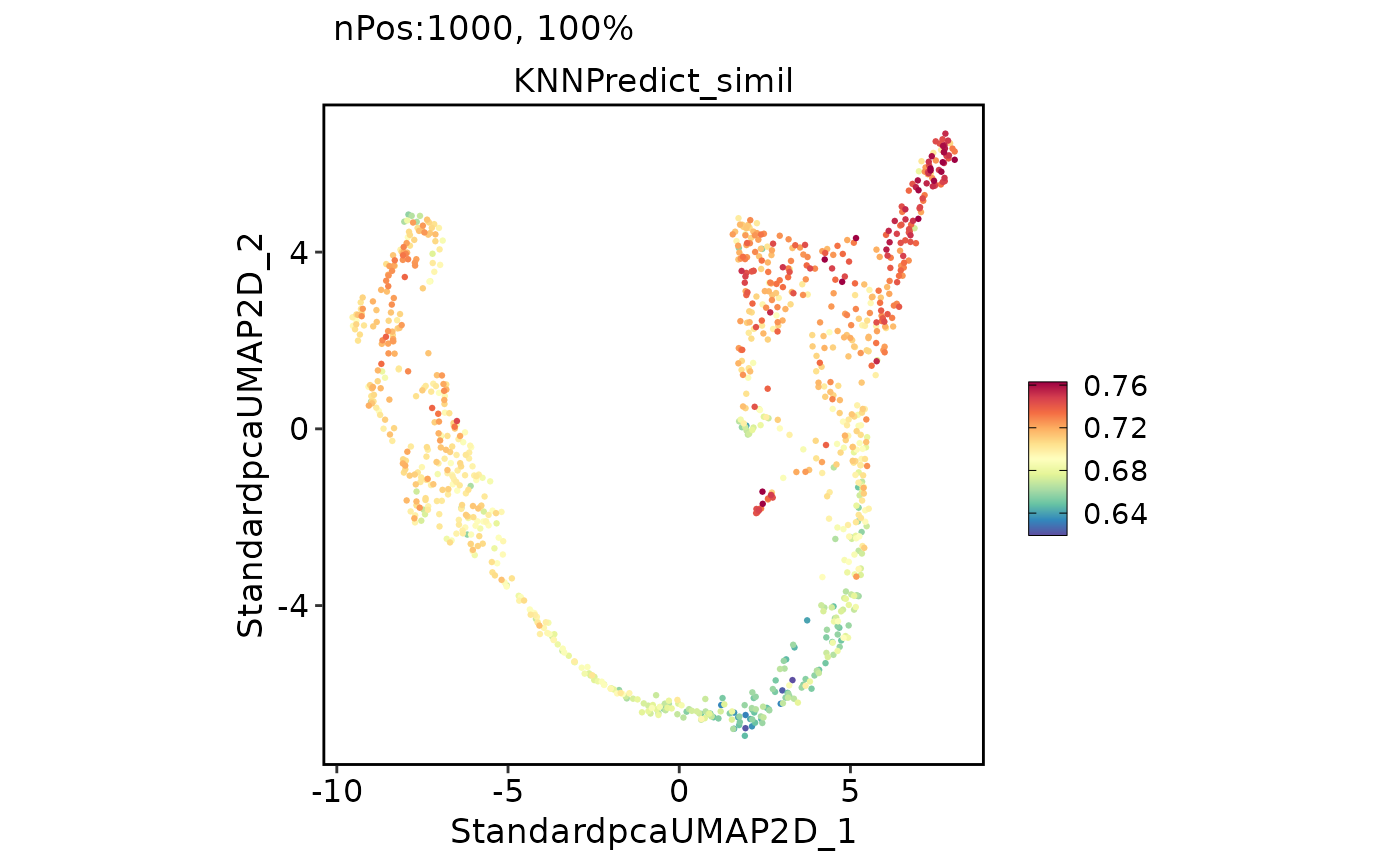 nPos:1000, 100%
KNNPredict_simil
StandardpcaUMAP2D_2
4
0
-4
-10
-5
0
5
StandardpcaUMAP2D_1
0.76
0.72
0.68
0.64